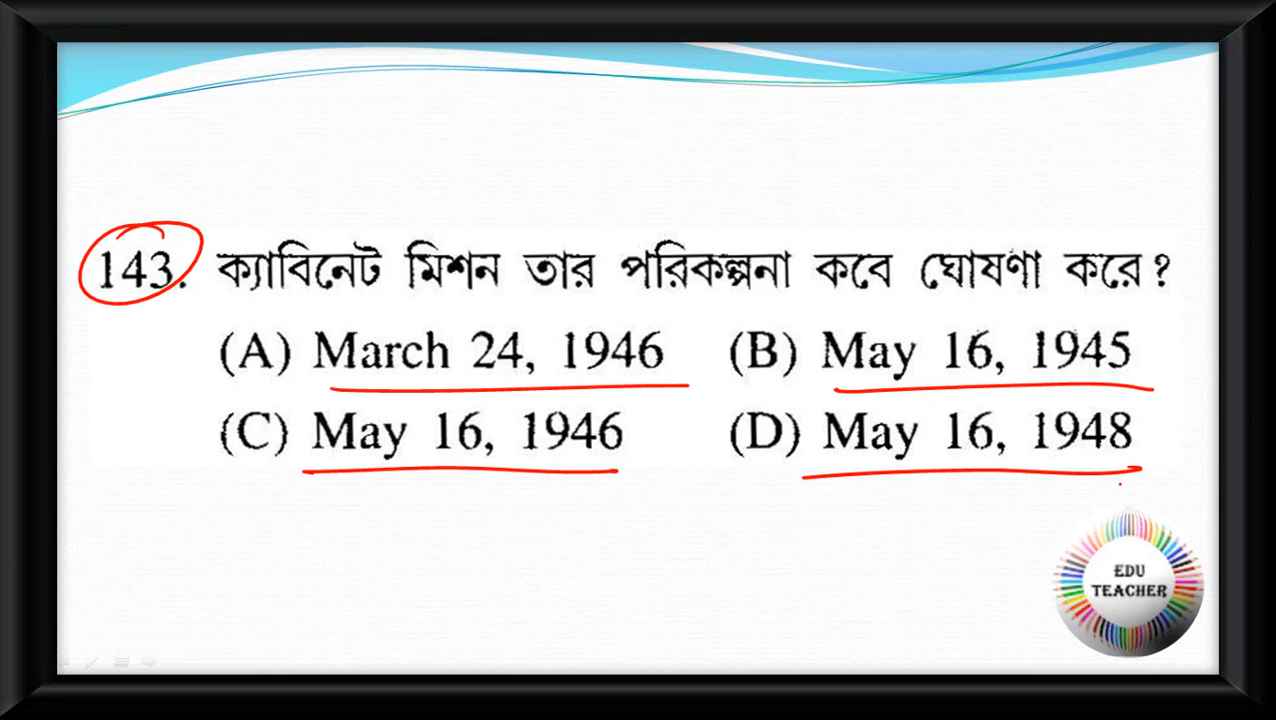 143. ক্যাবিনেট মিশন তার পরিকল্পনা কবে ঘোষণা করে?
(A) March 24, 1946 (B) May 16, 1945
(C) May 16, 1946 (D) May 16, 1948
EDU
TEACHER